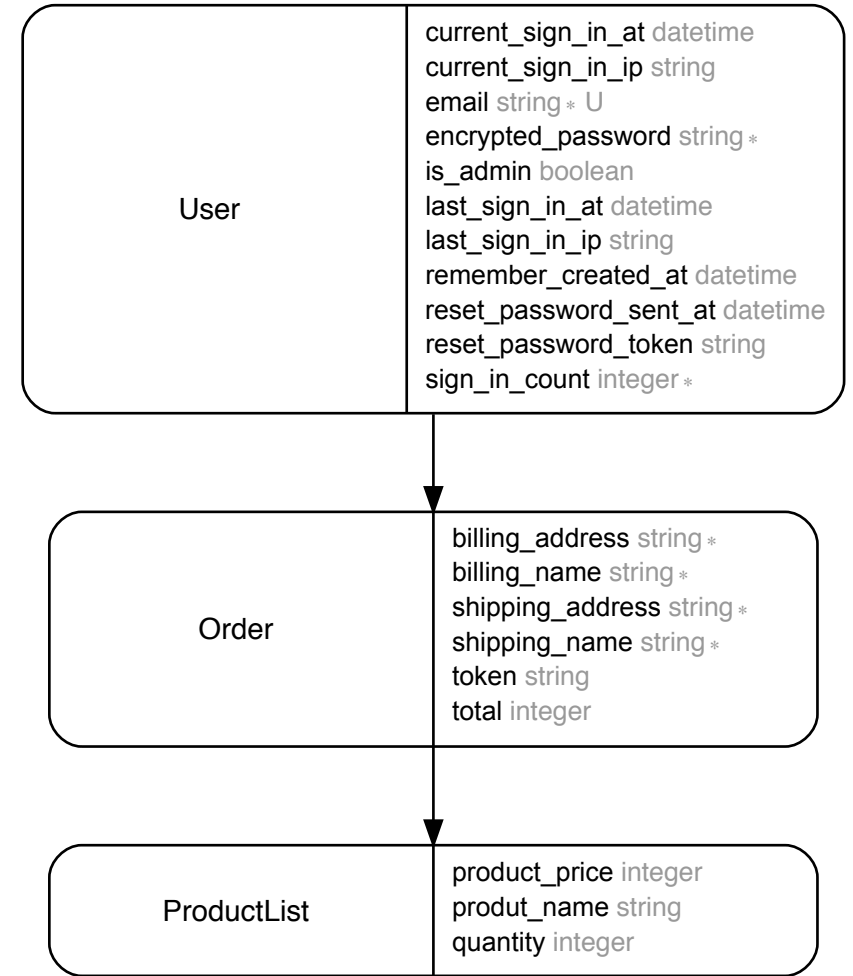 User
current_sign_in_at datetime
current_sign_in_ip string
email string * U
encrypted_password string *
is_admin boolean
last_sign_in_at datetime
last_sign_in_ip string
remember_created_at datetime
reset_password_sent_at datetime
reset_password_token string
sign_in_count integer *
Order
billing_address string *
billing_name string *
shipping_address string *
shipping_name string *
token string
total integer
ProductList
product_price integer
produt_name string
quantity integer